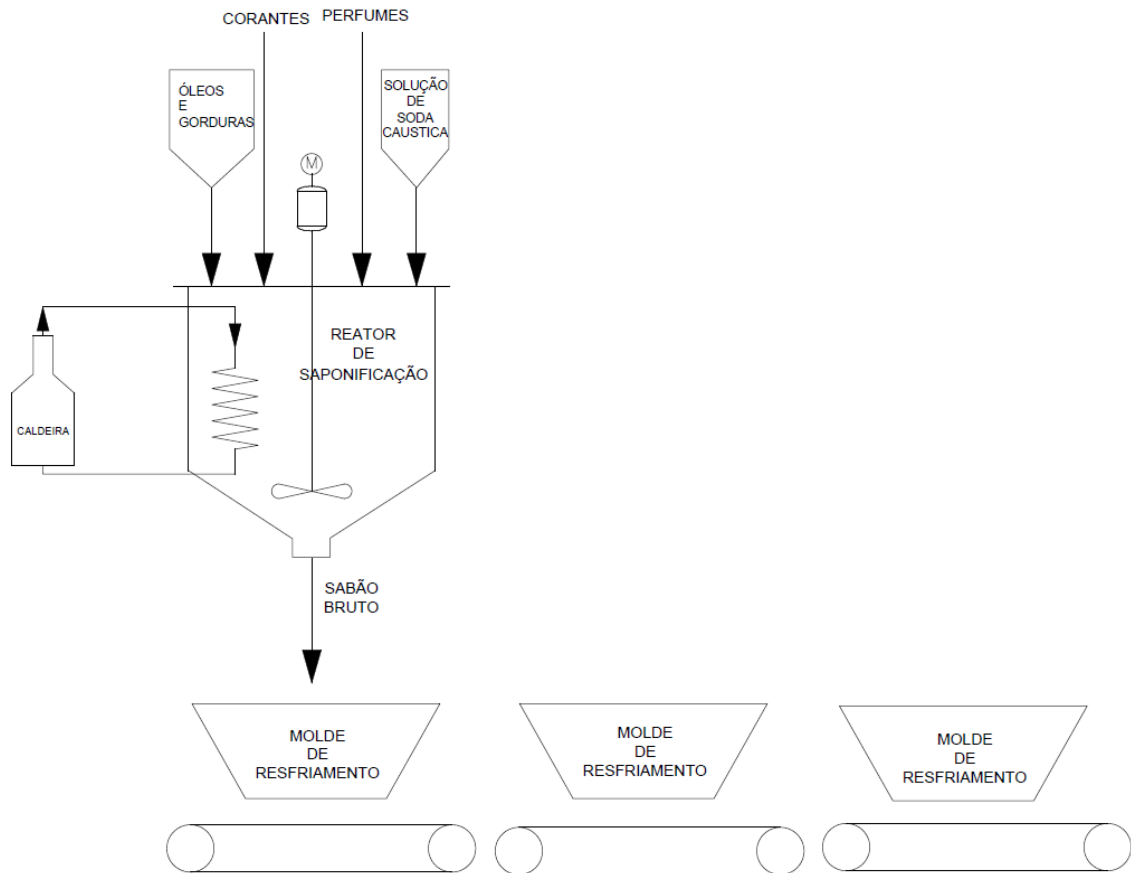 CORANTES
PERFUMES
ÓLEOS
E
GORDURAS
SOLUÇÃO
DE
SODA
CAUSTICA
M
REATOR
DE
SAPONIFICAÇÃO
CALDEIRA
SABÃO
BRUTO
MOLDE
DE
RESFRIAMENTO
MOLDE
DE
RESFRIAMENTO
MOLDE
DE
RESFRIAMENTO